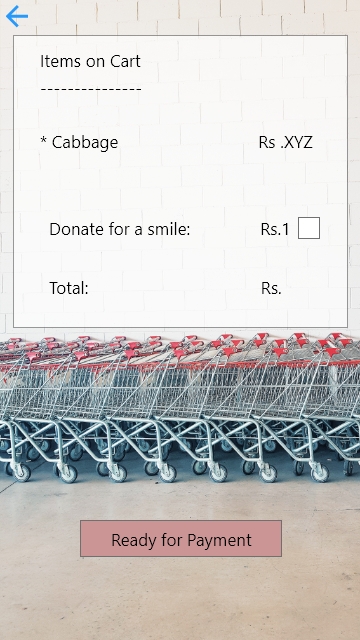 Items on Cart
---------------
* Cabbage Rs .XYZ
Donate for a smile: Rs.1
Total: Rs.
Ready for Payment